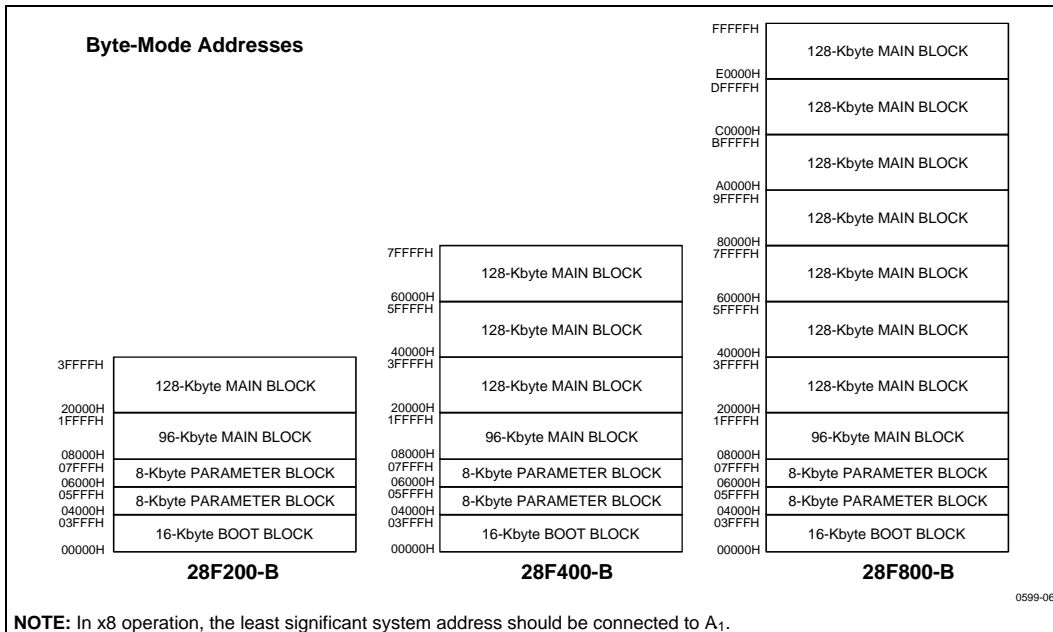 Byte-Mode Addresses
3FFFFH
128-Kbyte MAIN BLOCK
20000H
1FFFFH
96-Kbyte MAIN BLOCK
08000H
07FFFH
8-Kbyte PARAMETER BLOCK
06000H
05FFFH
8-Kbyte PARAMETER BLOCK
04000H
03FFFH
16-Kbyte BOOT BLOCK
00000H
28F200-B
7FFFFH
128-Kbyte MAIN BLOCK
60000H
5FFFFH
128-Kbyte MAIN BLOCK
40000H
3FFFFH
128-Kbyte MAIN BLOCK
20000H
1FFFFH
96-Kbyte MAIN BLOCK
08000H
07FFFH
8-Kbyte PARAMETER BLOCK
06000H
05FFFH
8-Kbyte PARAMETER BLOCK
04000H
03FFFH
16-Kbyte BOOT BLOCK
00000H
28F400-B
FFFFFH
128-Kbyte MAIN BLOCK
E0000H
DFFFFH
128-Kbyte MAIN BLOCK
C0000H
BFFFFH
128-Kbyte MAIN BLOCK
A0000H
9FFFFH
128-Kbyte MAIN BLOCK
80000H
7FFFFH
128-Kbyte MAIN BLOCK
60000H
5FFFFH
128-Kbyte MAIN BLOCK
40000H
3FFFFH
128-Kbyte MAIN BLOCK
20000H
1FFFFH
96-Kbyte MAIN BLOCK
08000H
07FFFH
8-Kbyte PARAMETER BLOCK
06000H
05FFFH
8-Kbyte PARAMETER BLOCK
04000H
03FFFH
16-Kbyte BOOT BLOCK
00000H
28F800-B
0599-06
NOTE: In x8 operation, the least significant system address should be connected to A₁.